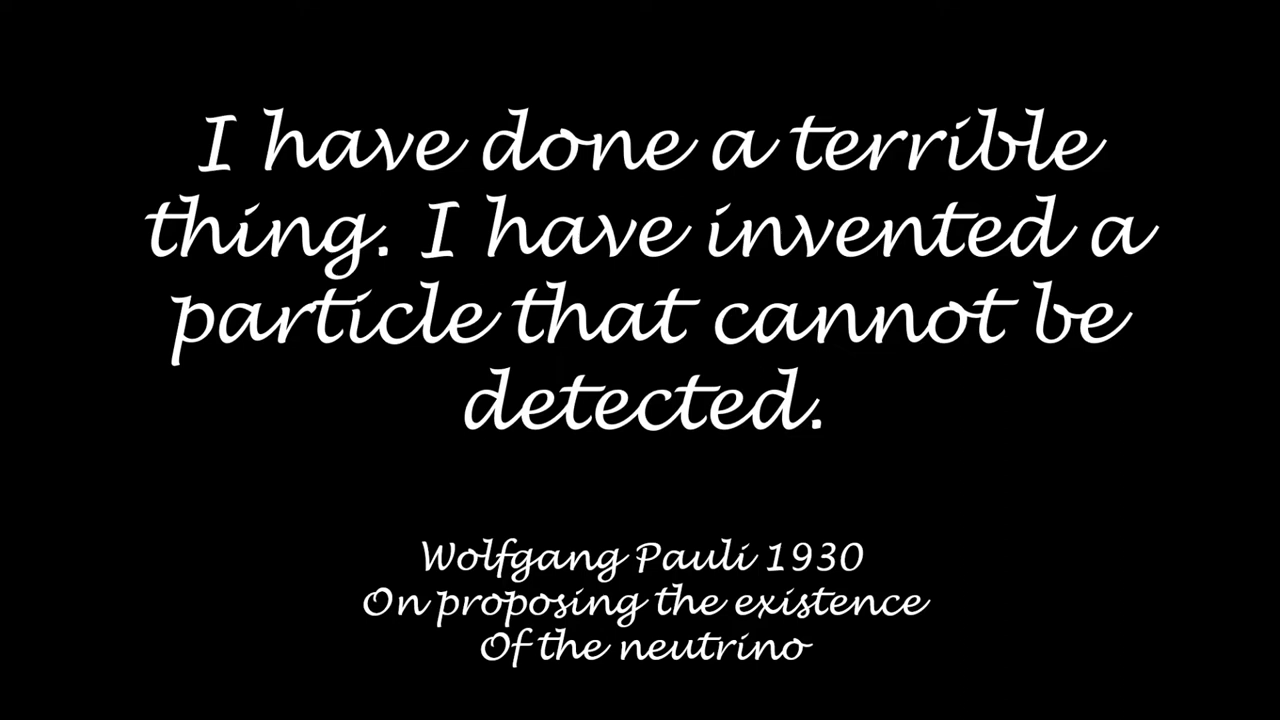 I have done a terrible
thing. I have invented a
particle that cannot be
detected.
Wolfgang Pauli 1930
On proposing the existence
Of the neutrino